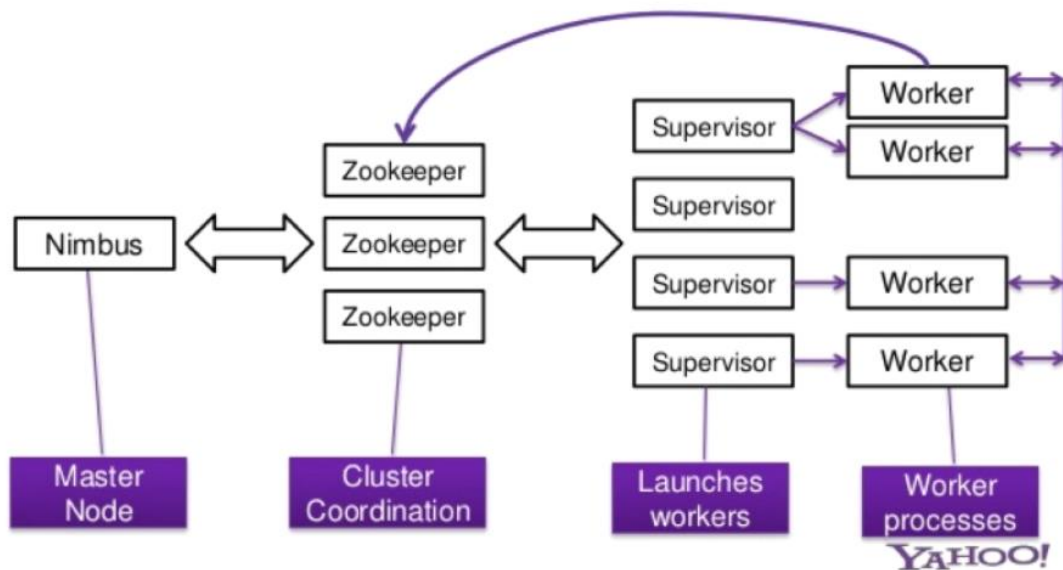 Worker
Supervisor
Worker
Zookeeper
Supervisor
Nimbus
Zookeeper
Supervisor
Worker
Zookeeper
Supervisor
Worker
Master
Node
Cluster
Coordination
Launches
workers
Worker
processes
YAHOO!